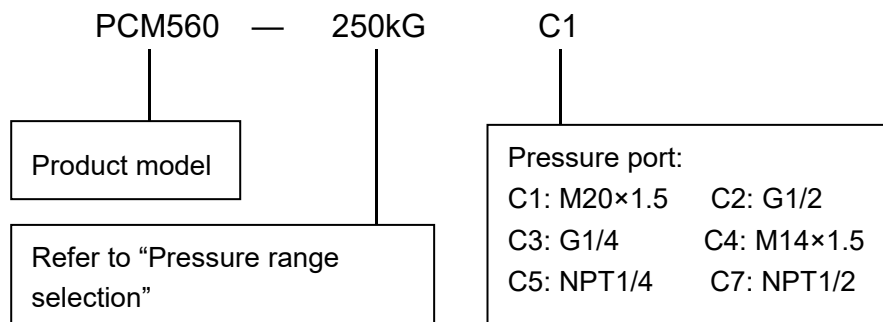 PCM560 — 250kG C1
Product model
Refer to “Pressure range
selection”
Pressure port:
C1: M20×1.5 C2: G1/2
C3: G1/4 C4: M14×1.5
C5: NPT1/4 C7: NPT1/2